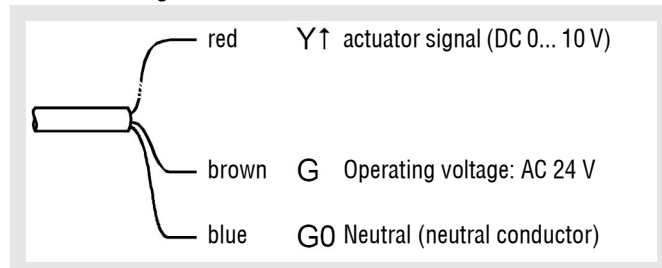 red Y↑ actuator signal (DC 0... 10 V)
brown G Operating voltage: AC 24 V
blue G0 Neutral (neutral conductor)